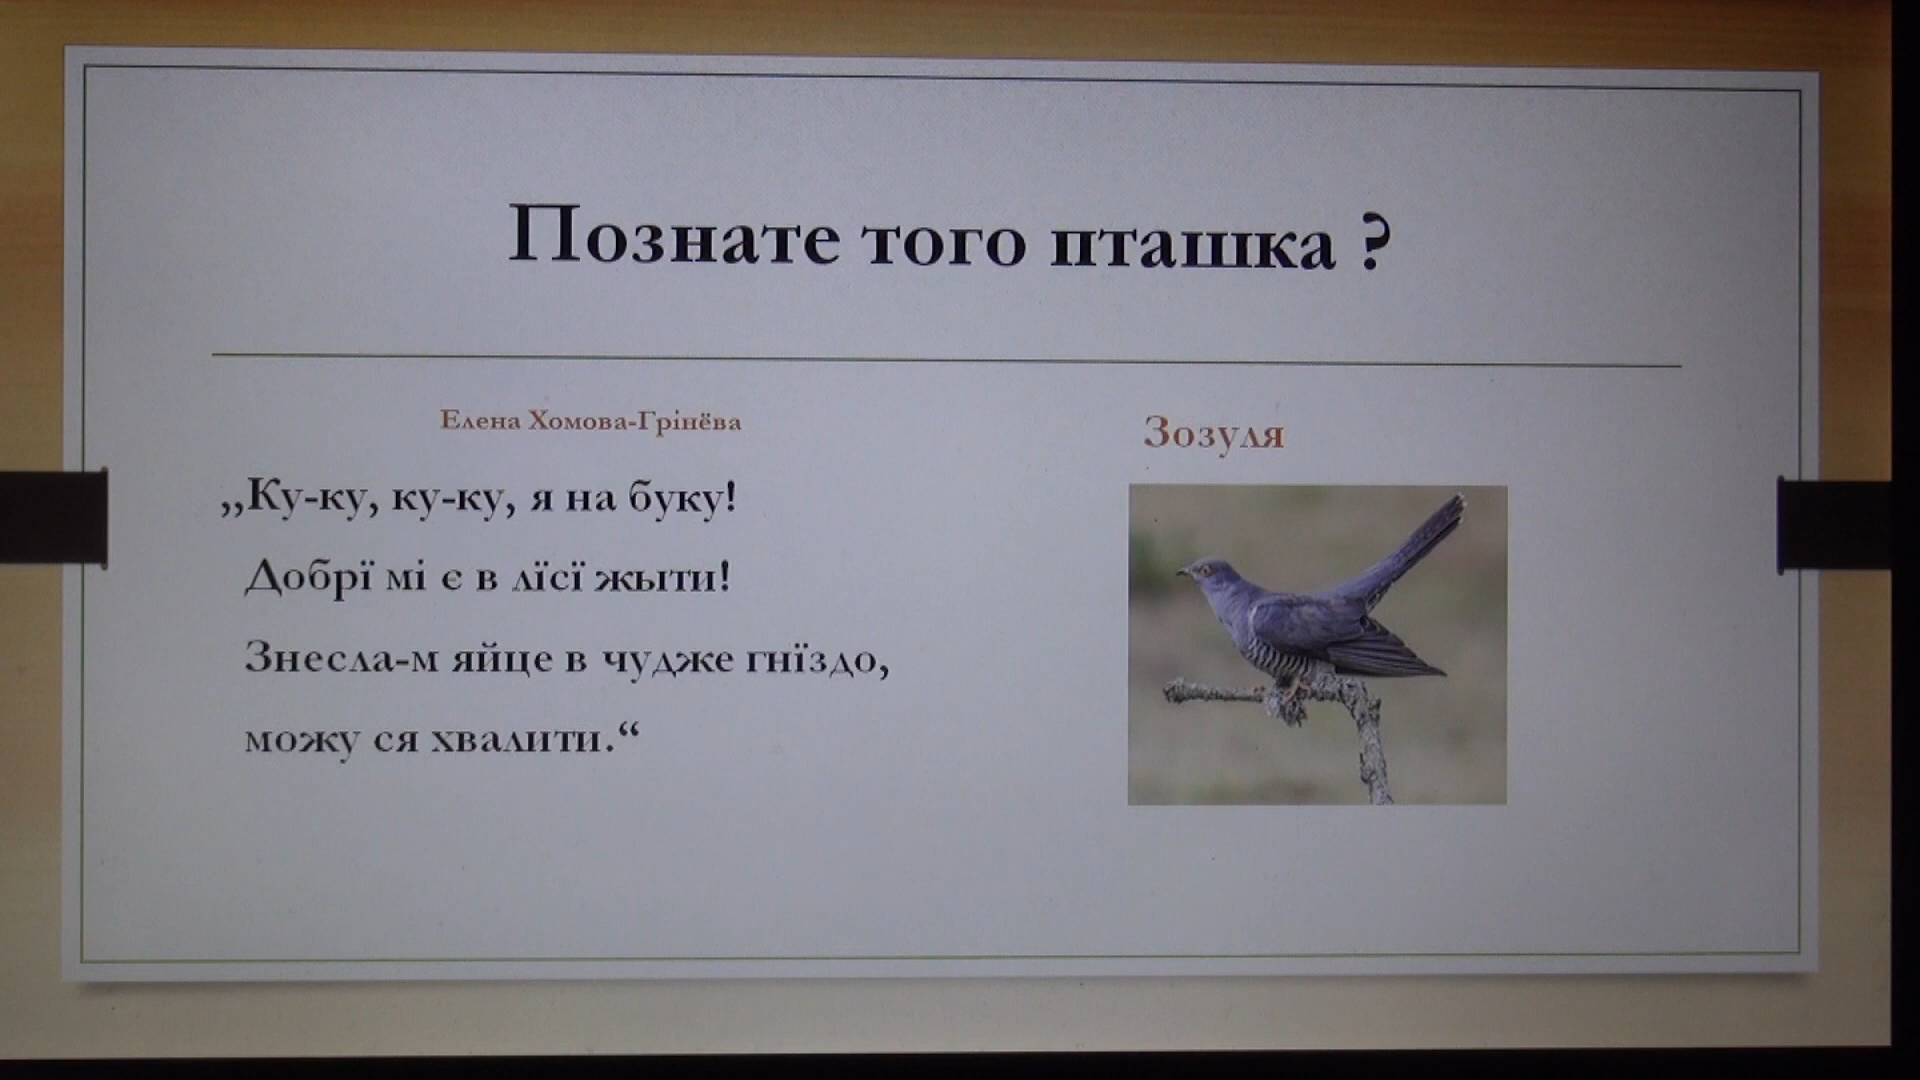 Познате того пташка ?
Елена Хомова-Грінёва
„Ку-ку, ку-ку, я на буку!
Добрї мі є в лїсї жыти!
Знесла-м яйце в чудже гнїздо,
можу ся хвалити.“
Зозуля